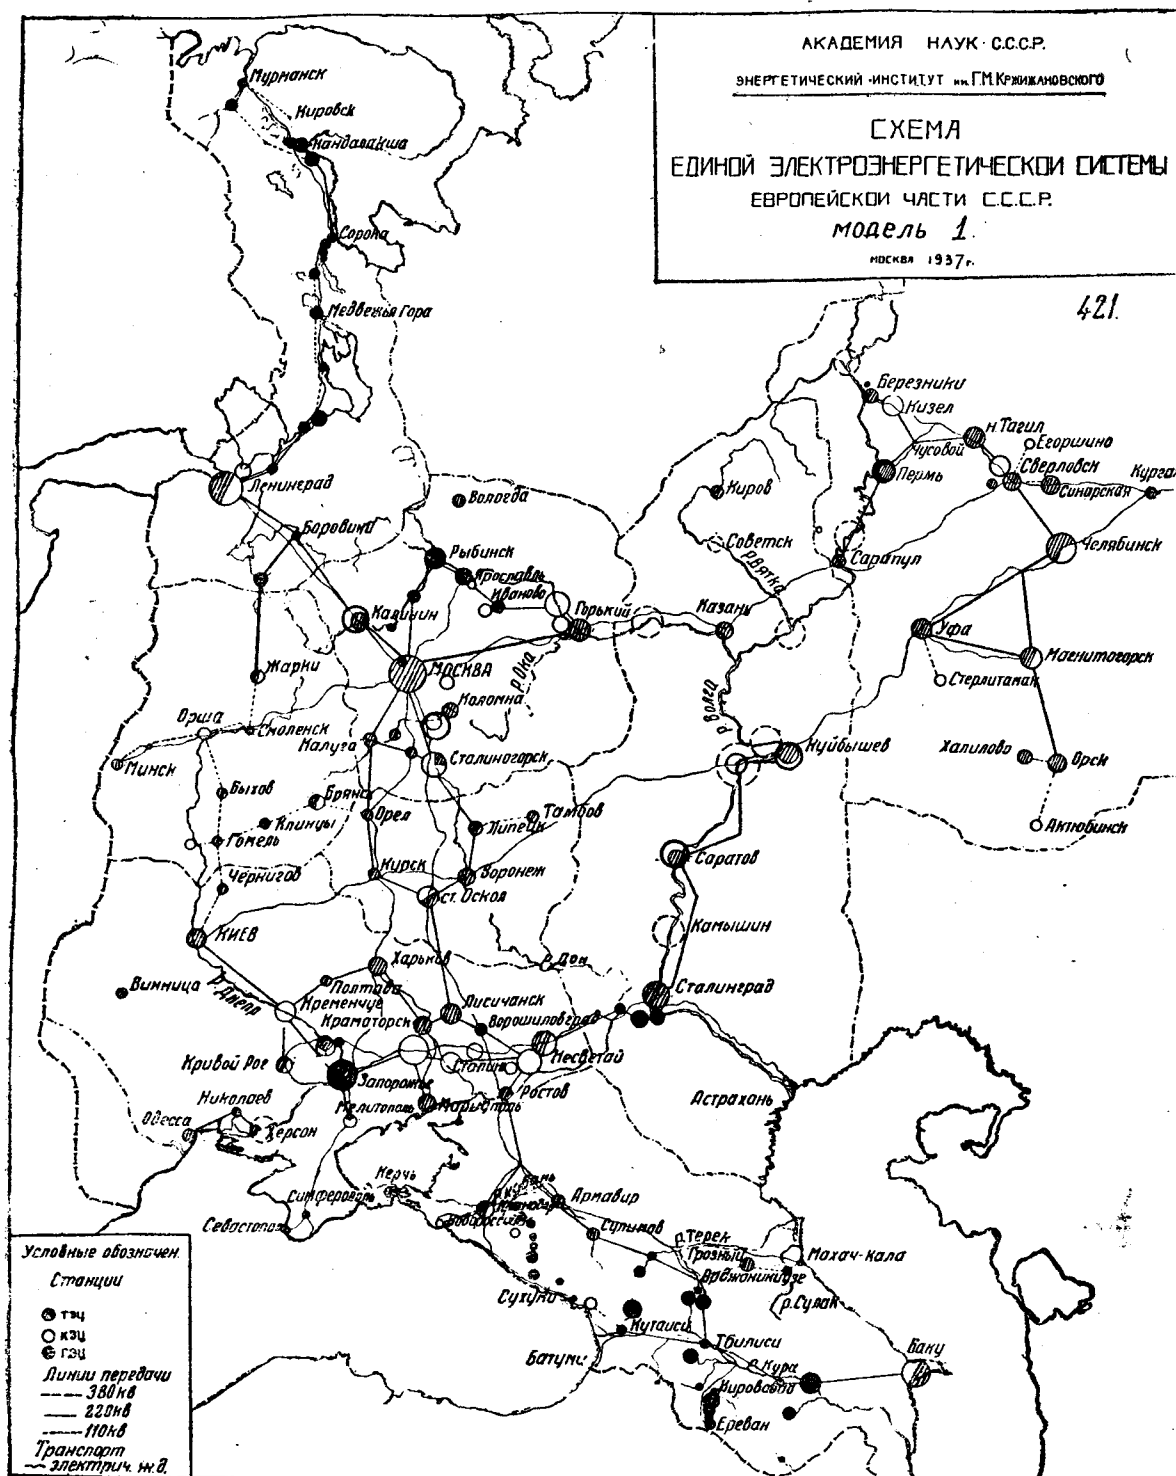 АКАДЕМИЯ НАУК С.С.С.Р.
ЭНЕРГЕТИЧЕСКИЙ ИНСТИТУТ им. Г.М. КРЖИЖАНОВСКОГО
СХЕМА
ЕДИНОЙ ЭЛЕКТРОЭНЕРГЕТИЧЕСКОЙ СИСТЕМЫ
ЕВРОПЕЙСКОЙ ЧАСТИ С.С.С.Р.
МОДЕЛЬ 1.
МОСКВА 1937г.
421.
Мурманск
Кировск
Кандалакша
Сорока
Медвежья Гора
Березники
Кизел
Н.Тагил
Чусовой
Егоршино
Пермь
Свердловск
Синарская
Курган
Ленинград
Вологда
Киров
Боровичи
Советск
р.Вятка
Челябинск
Рыбинск
Сарапул
Ярославль
Иваново
Калинин
Горький
Казань
Уфа
МОСКВА
р.Ока
Магнитогорск
Жарки
Стерлитамак
Коломна
р.Волга
Орша
Смоленск
Калуга
Минск
Сталиногорск
Куйбышев
Халилово
Орск
Быхов
Брянск
Орел
Тамбов
Клинцы
Липецк
Актюбинск
Гомель
Саратов
Чернигов
Курск
Воронеж
ст.Оскол
Камышин
КИЕВ
Харьков
р.Дон
Винница
р.Днепр
Полтава
Сталинград
Кременчуг
Лисичанск
Краматорск
Ворошиловград
Кривой Рог
Сталино
Несветай
Запорожье
Николаев
Мелитополь
Мариуполь
Ростов
Астрахань
Одесса
Херсон
Керчь
Симферополь
Армавир
Севастополь
Новороссийск
Сулимов
р.Терек
Грозный
Махач-кала
Орджоникидзе
Сухуми
р.Сулак
Кутаиси
Тбилиси
Батуми
Баку
р.Кура
Кировабад
Ереван
Условные обозначен.
Станции
ТЭЦ
КЭЦ
ГЭЦ
Линии передачи
380кв
220кв
110кв
Транспорт
электрич. ж.д.